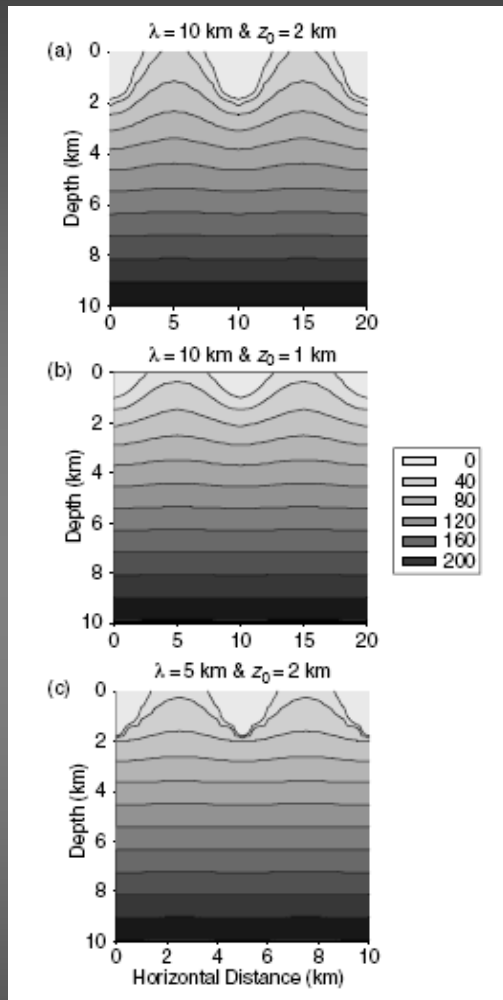 λ = 10 km & z₀ = 2 km
(a)
0
2
4
6
8
10
Depth (km)
0 5 10 15 20
λ = 10 km & z₀ = 1 km
(b)
0
2
4
6
8
10
Depth (km)
0 5 10 15 20
0
40
80
120
160
200
λ = 5 km & z₀ = 2 km
(c)
0
2
4
6
8
10
Depth (km)
0 2 4 6 8 10
Horizontal Distance (km)